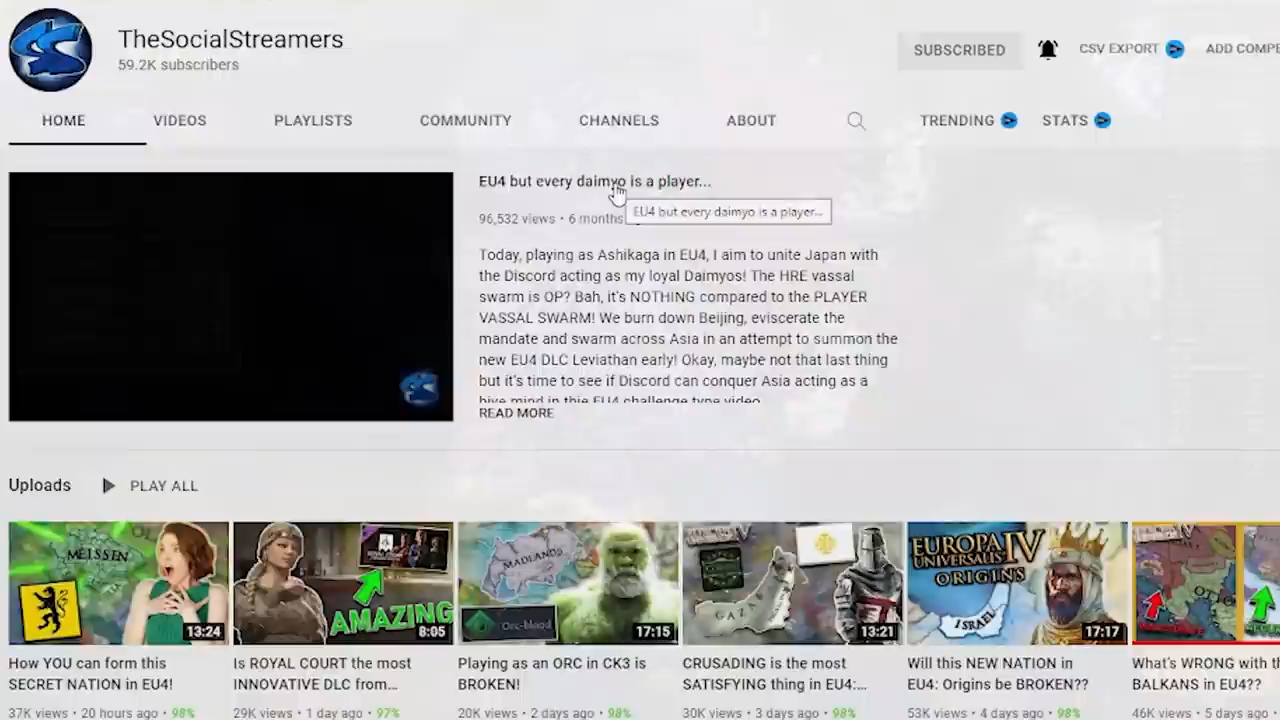 TheSocialStreamers
59.2K subscribers
SUBSCRIBED
CSV EXPORT
ADD COMPE
HOME
VIDEOS
PLAYLISTS
COMMUNITY
CHANNELS
ABOUT
TRENDING
STATS
EU4 but every daimyo is a player...
96,532 views • 6 months
EU4 but every daimyo is a player...
Today, playing as Ashikaga in EU4, I aim to unite Japan with
the Discord acting as my loyal Daimyos! The HRE vassal
swarm is OP? Bah, it's NOTHING compared to the PLAYER
VASSAL SWARM! We burn down Beijing, eviscerate the
mandate and swarm across Asia in an attempt to summon the
new EU4 DLC Leviathan early! Okay, maybe not that last thing
but it's time to see if Discord can conquer Asia acting as a
hive mind in this EU4 challenge type video
READ MORE
Uploads
PLAY ALL
MEISSEN
13:24
AMAZING
8:05
MADLANDS
Orc-blood
17:15
GAZA
13:21
EUROPA
UNIVERSALIS IV
ORIGINS
ISRAEL
17:17
How YOU can form this
SECRET NATION in EU4!
37K views • 20 hours ago • 98%
Is ROYAL COURT the most
INNOVATIVE DLC from...
29K views • 1 day ago • 97%
Playing as an ORC in CK3 is
BROKEN!
20K views • 2 days ago • 98%
CRUSADING is the most
SATISFYING thing in EU4:...
30K views • 3 days ago • 98%
Will this NEW NATION in
EU4: Origins be BROKEN??
53K views • 4 days ago • 98%
What's WRONG with t
BALKANS in EU4??
46K views • 5 days ago